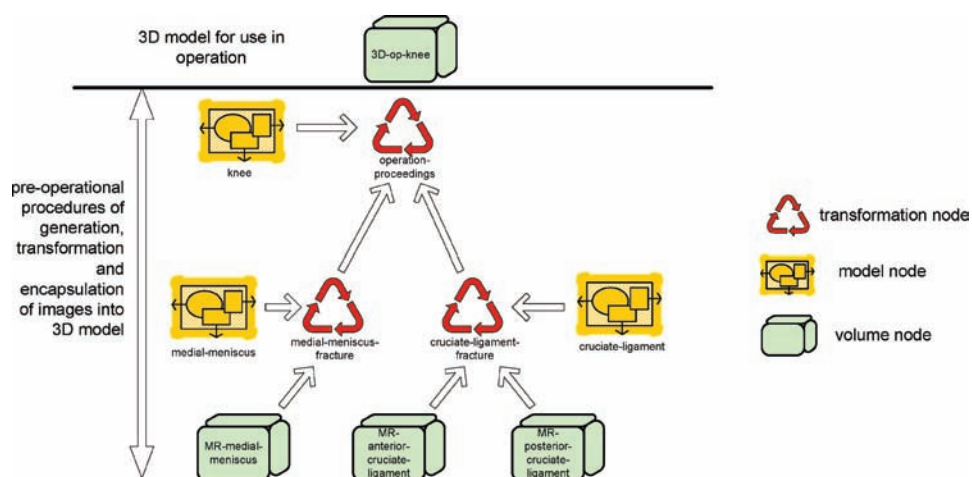 3D model for use in
operation
3D-op-knee
knee
operation-
proceedings
pre-operational
procedures of
generation,
transformation
and
encapsulation
of images into
3D model
medial-meniscus
medial-meniscus-
fracture
cruciate-ligament-
fracture
cruciate-ligament
MR-medial-
meniscus
MR-
anterior-
cruciate-
ligament
MR-
posterior-
cruciate-
ligament
transformation node
model node
volume node